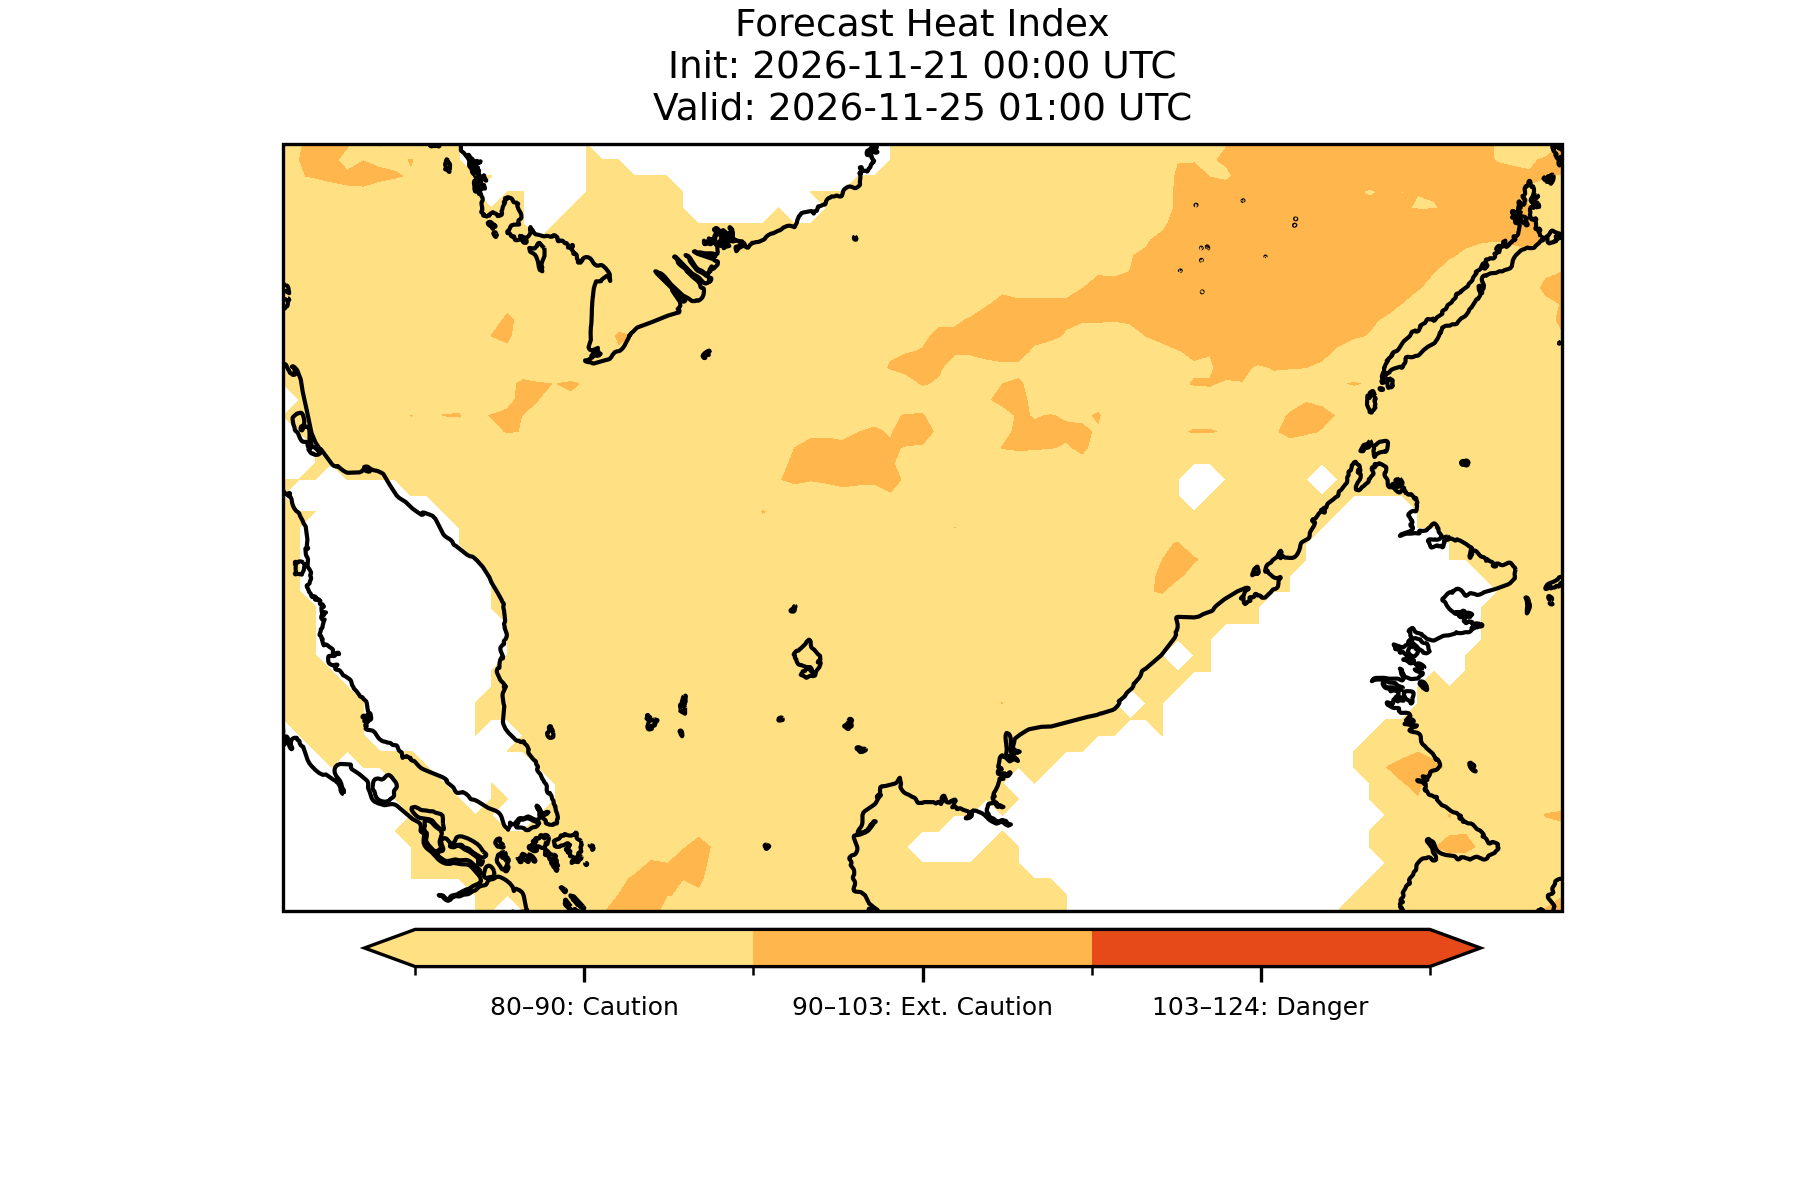 Forecast Heat Index
Init: 2026-11-21 00:00 UTC
Valid: 2026-11-25 01:00 UTC
80–90: Caution
90–103: Ext. Caution
103–124: Danger